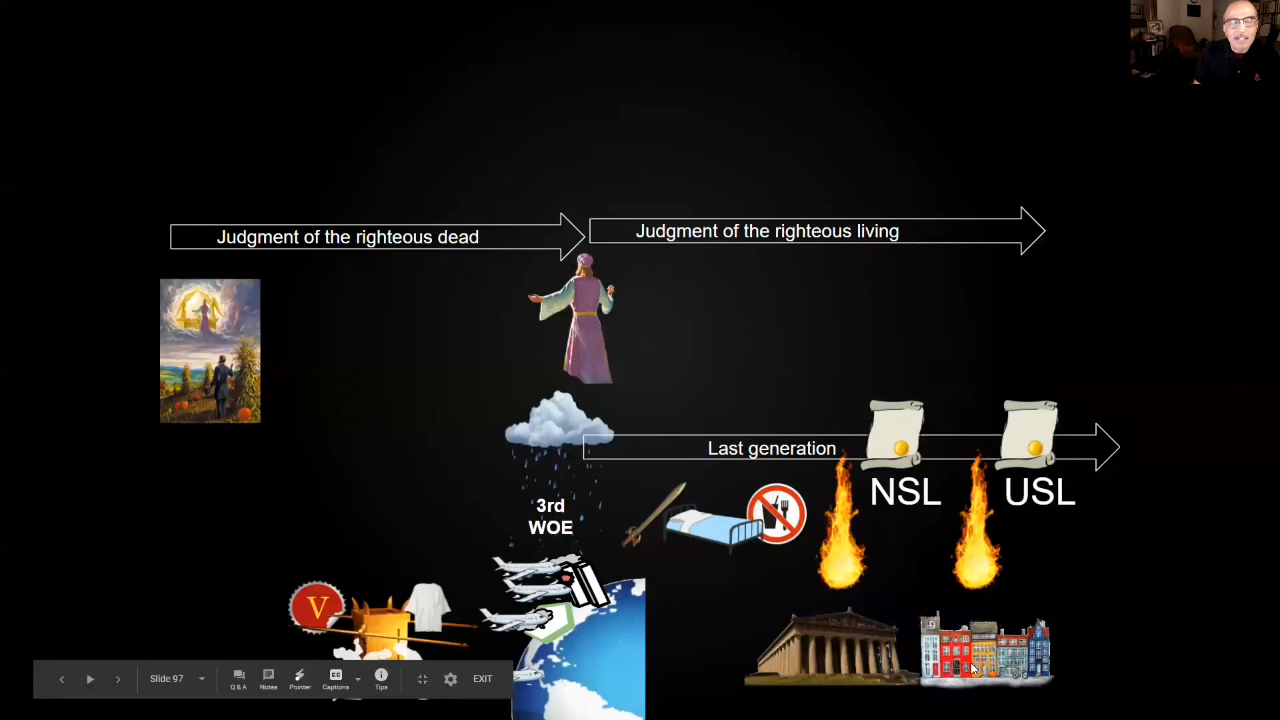 Judgment of the righteous dead
Judgment of the righteous living
Last generation
NSL
USL
3rd
WOE
V
Slide 97
Q & A
Notes
Pointer
Captions
Tips
EXIT